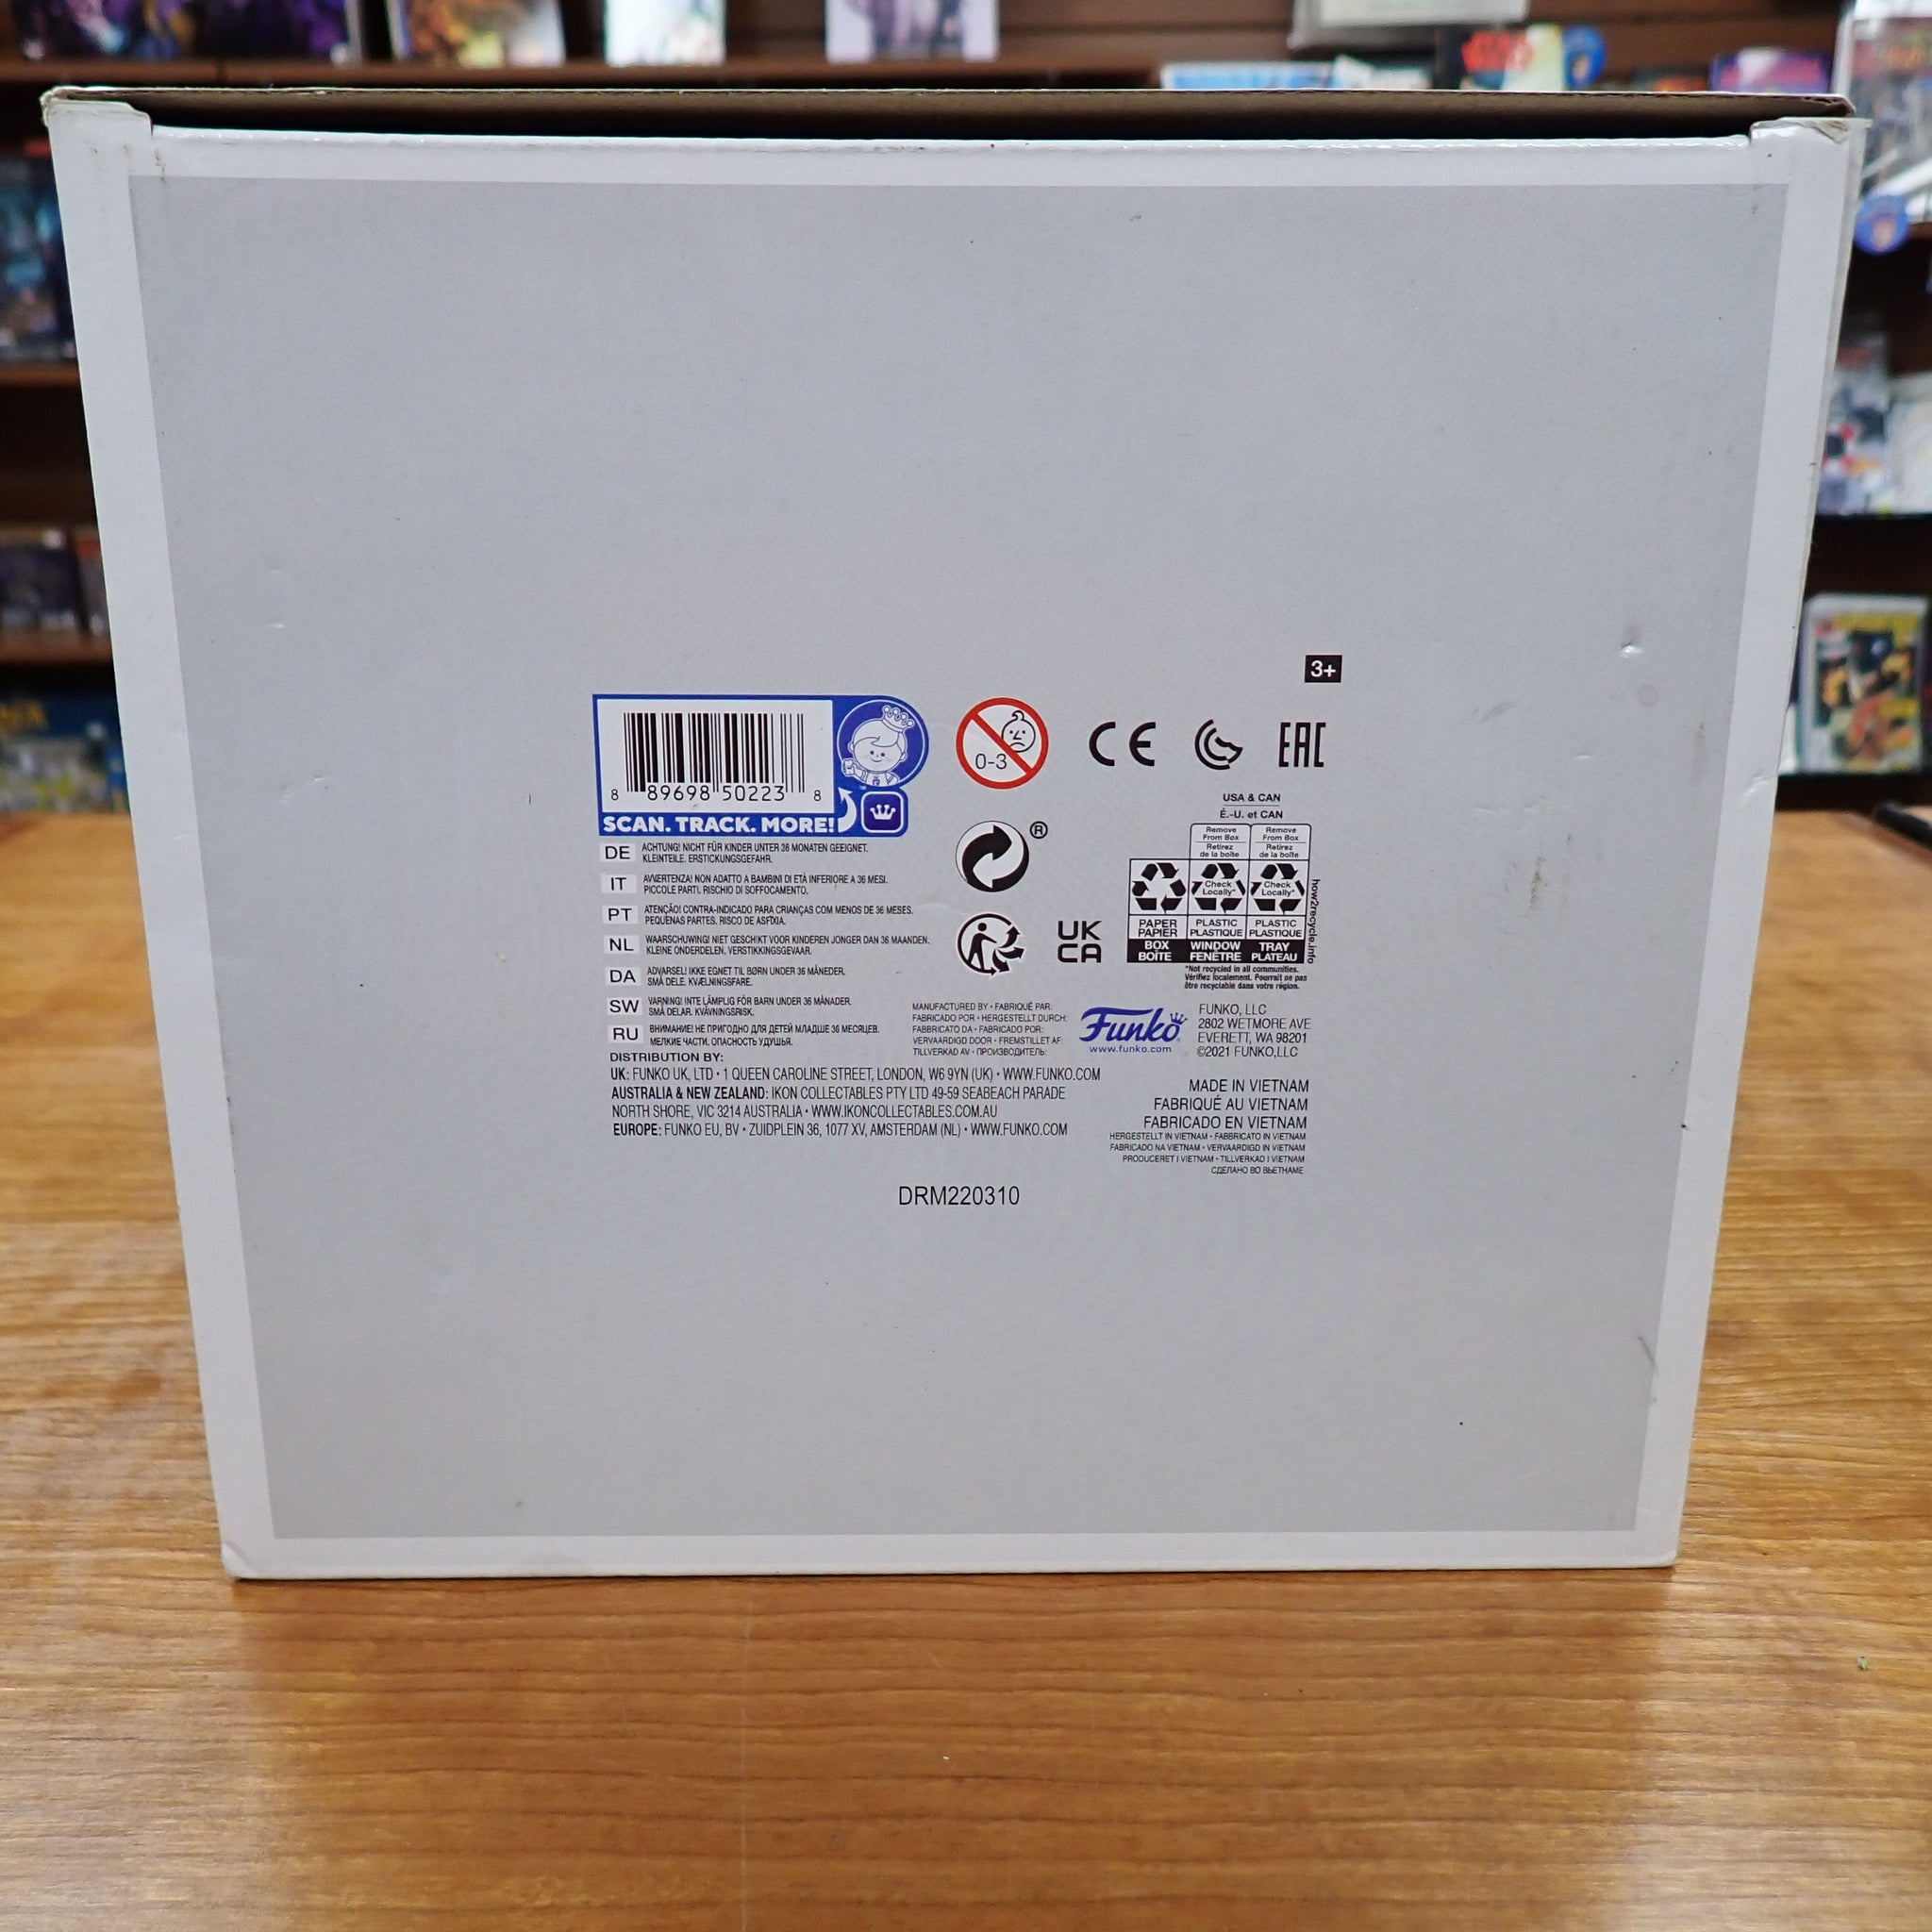 3+
8 89698 50223 8
SCAN. TRACK. MORE!
0-3
CE
EAC
®
UK
CA
USA & CAN
É.-U. et CAN
Remove From Box
Retirez de la boîte
Remove From Box
Retirez de la boîte
Check Locally*
Check Locally*
PAPER
PAPIER
PLASTIC
PLASTIQUE
PLASTIC
PLASTIQUE
BOX
BOÎTE
WINDOW
FENÊTRE
TRAY
PLATEAU
how2recycle.info
*Not recycled in all communities.
Vérifiez localement. Pourrait ne pas
être recyclable dans votre région.
DE ACHTUNG! NICHT FÜR KINDER UNTER 36 MONATEN GEEIGNET.
KLEINTEILE. ERSTICKUNGSGEFAHR.
IT AVVERTENZA! NON ADATTO A BAMBINI DI ETÀ INFERIORE A 36 MESI.
PICCOLE PARTI. RISCHIO DI SOFFOCAMENTO.
PT ATENÇÃO! CONTRA-INDICADO PARA CRIANÇAS COM MENOS DE 36 MESES.
PEQUENAS PARTES. RISCO DE ASFIXIA.
NL WAARSCHUWING! NIET GESCHIKT VOOR KINDEREN JONGER DAN 36 MAANDEN.
KLEINE ONDERDELEN. VERSTIKKINGSGEVAAR.
DA ADVARSEL! IKKE EGNET TIL BØRN UNDER 36 MÅNEDER.
SMÅ DELE. KVÆLNINGSFARE.
SW VARNING! INTE LÄMPLIG FÖR BARN UNDER 36 MÅNADER.
SMÅ DELAR. KVÄVNINGSRISK.
RU ВНИМАНИЕ! НЕ ПРИГОДНО ДЛЯ ДЕТЕЙ МЛАДШЕ 36 МЕСЯЦЕВ.
МЕЛКИЕ ЧАСТИ. ОПАСНОСТЬ УДУШЬЯ.
MANUFACTURED BY • FABRIQUÉ PAR:
FABRICADO POR • HERGESTELLT DURCH:
FABBRICATO DA • FABRICADO POR:
VERVAARDIGD DOOR • FREMSTILLET AF:
TILLVERKAD AV • ПРОИЗВОДИТЕЛЬ:
Funko
www.funko.com
FUNKO, LLC
2802 WETMORE AVE
EVERETT, WA 98201
©2021 FUNKO,LLC
DISTRIBUTION BY:
UK: FUNKO UK, LTD • 1 QUEEN CAROLINE STREET, LONDON, W6 9YN (UK) • WWW.FUNKO.COM
AUSTRALIA & NEW ZEALAND: IKON COLLECTABLES PTY LTD 49-59 SEABEACH PARADE
NORTH SHORE, VIC 3214 AUSTRALIA • WWW.IKONCOLLECTABLES.COM.AU
EUROPE: FUNKO EU, BV • ZUIDPLEIN 36, 1077 XV, AMSTERDAM (NL) • WWW.FUNKO.COM
MADE IN VIETNAM
FABRIQUÉ AU VIETNAM
FABRICADO EN VIETNAM
HERGESTELLT IN VIETNAM • FABBRICATO IN VIETNAM
FABRICADO NA VIETNAM • VERVAARDIGD IN VIETNAM
PRODUCERET I VIETNAM • TILLVERKAD I VIETNAM
СДЕЛАНО ВО ВЬЕТНАМЕ
DRM220310